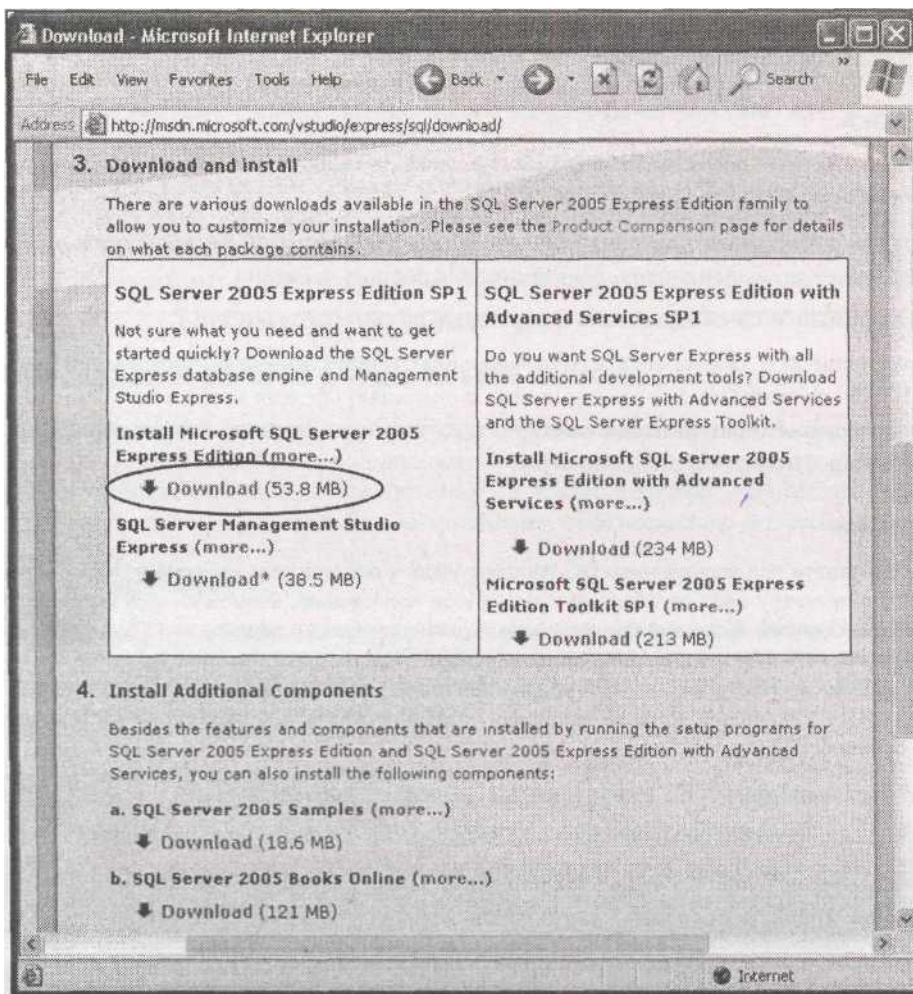 Download - Microsoft Internet Explorer
File Edit View Favorites Tools Help Back Search »
Address http://msdn.microsoft.com/vstudio/express/sql/download/
3. Download and install
There are various downloads available in the SQL Server 2005 Express Edition family to
allow you to customize your installation. Please see the Product Comparison page for details
on what each package contains.
SQL Server 2005 Express Edition SP1
Not sure what you need and want to get
started quickly? Download the SQL Server
Express database engine and Management
Studio Express.
Install Microsoft SQL Server 2005
Express Edition (more...)
Download (53.8 MB)
SQL Server Management Studio
Express (more...)
Download* (38.5 MB)
SQL Server 2005 Express Edition with
Advanced Services SP1
Do you want SQL Server Express with all
the additional development tools? Download
SQL Server Express with Advanced Services
and the SQL Server Express Toolkit.
Install Microsoft SQL Server 2005
Express Edition with Advanced
Services (more...)
Download (234 MB)
Microsoft SQL Server 2005 Express
Edition Toolkit SP1 (more...)
Download (213 MB)
4. Install Additional Components
Besides the features and components that are installed by running the setup programs for
SQL Server 2005 Express Edition and SQL Server 2005 Express Edition with Advanced
Services, you can also install the following components:
a. SQL Server 2005 Samples (more...)
Download (18.6 MB)
b. SQL Server 2005 Books Online (more...)
Download (121 MB)
Internet